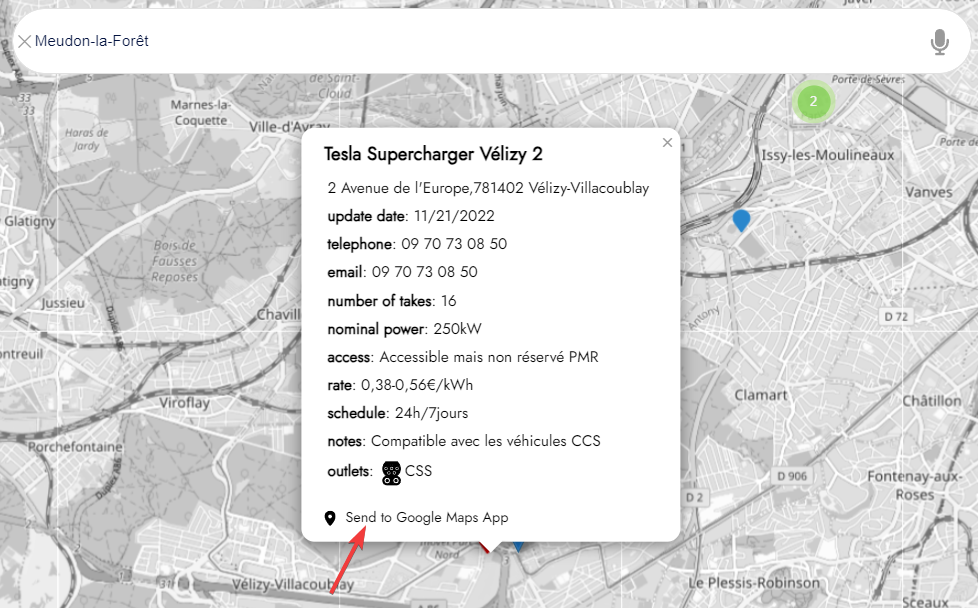 Meudon-la-Forêt
Javel
Porte-de-Sèvres
de Saint-
Cloud
Marnes-la-
Coquette
33
33
Haras de
Jardy
Ville-d'Avray
2
Porte de
Issy-les-Moulineaux
Vanves
Glatigny
Bois de
Fausses
Reposes
Jussieu
Chavill
Antony
D 72
Viroflay
Clamart
Châtillon
Porchefontaine
D 906
D 2
Fontenay-aux-
Roses
Nord
Vélizy-Villacoublay
Le Plessis-Robinson
Sceaux
Tesla Supercharger Vélizy 2
2 Avenue de l'Europe,781402 Vélizy-Villacoublay
update date: 11/21/2022
telephone: 09 70 73 08 50
email: 09 70 73 08 50
number of takes: 16
nominal power: 250kW
access: Accessible mais non réservé PMR
rate: 0,38-0,56€/kWh
schedule: 24h/7jours
notes: Compatible avec les véhicules CCS
outlets: CSS
Send to Google Maps App